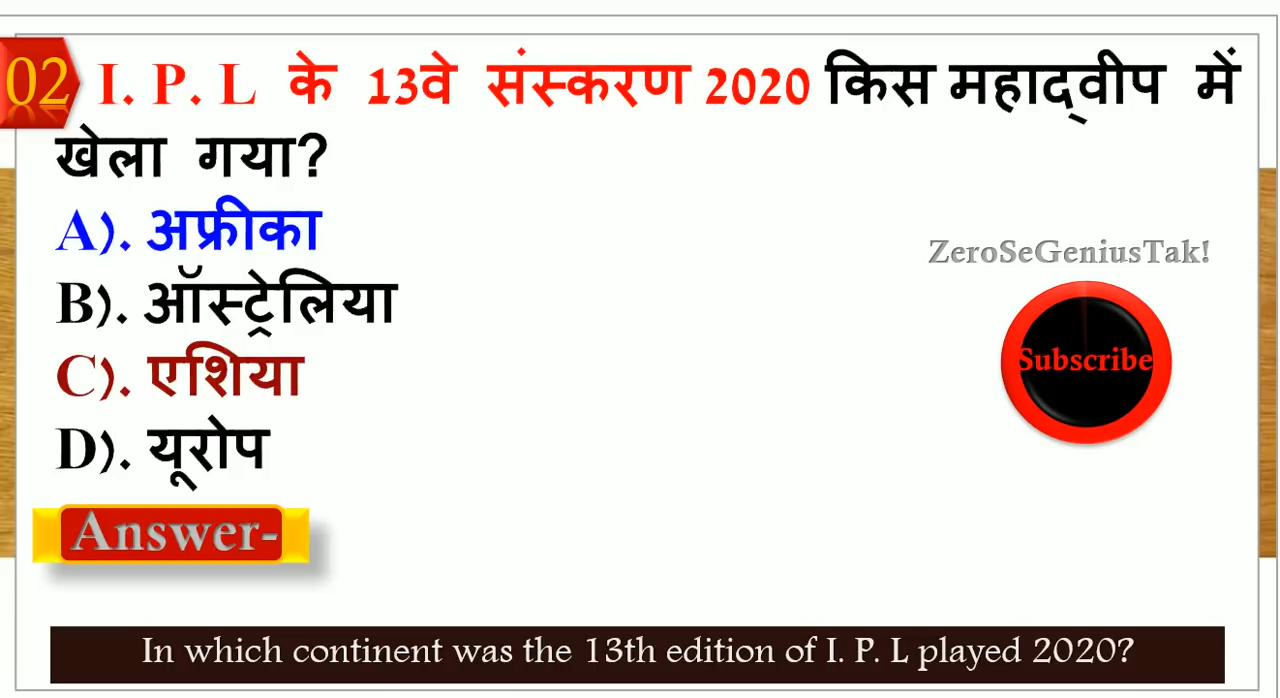 02 I. P. L के 13वे संस्करण 2020 किस महाद्वीप में
खेला गया?
A). अफ्रीका
ZeroSeGeniusTak!
B). ऑस्ट्रेलिया
Subscribe
C). एशिया
D). यूरोप
Answer-
In which continent was the 13th edition of I. P. L played 2020?